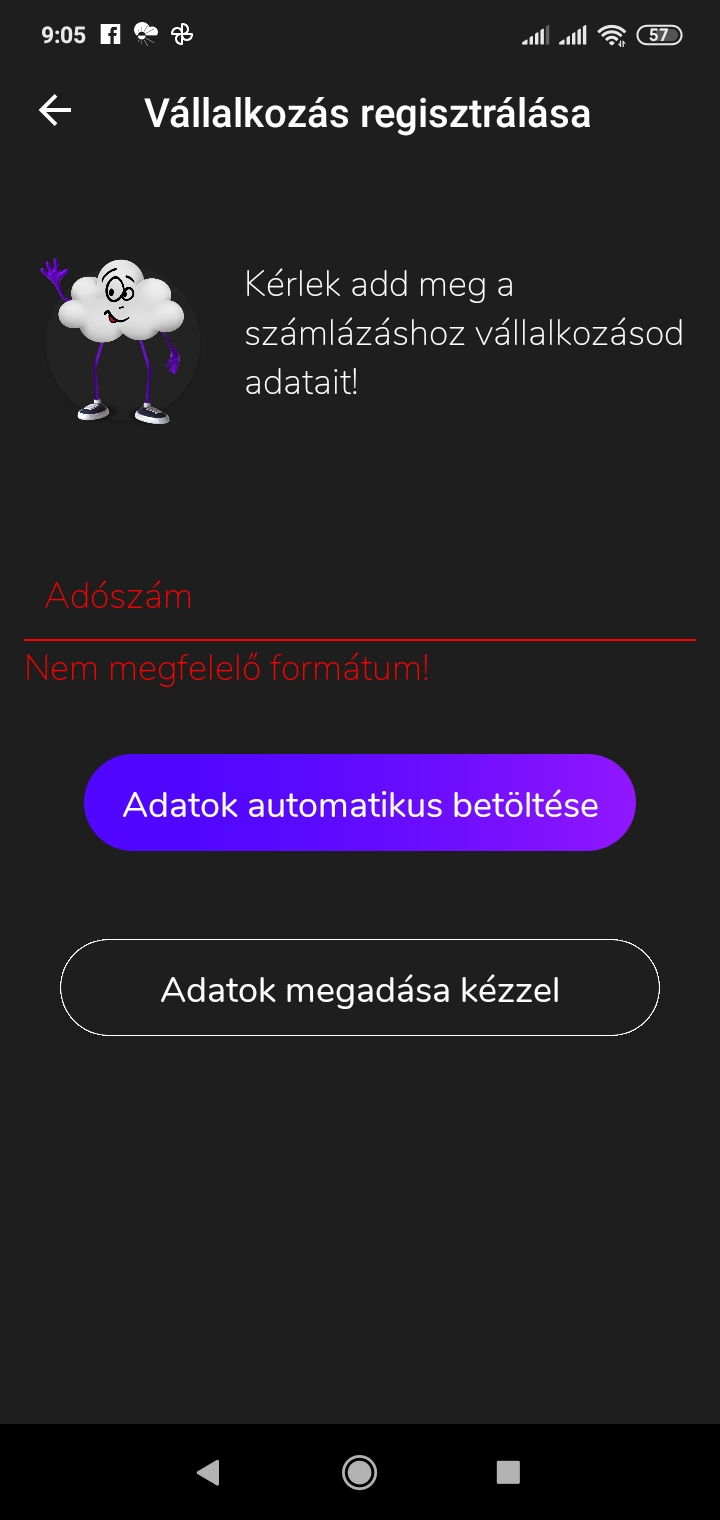 9:05
57
Vállalkozás regisztrálása
Kérlek add meg a
számlázáshoz vállalkozásod
adatait!
Adószám
Nem megfelelő formátum!
Adatok automatikus betöltése
Adatok megadása kézzel